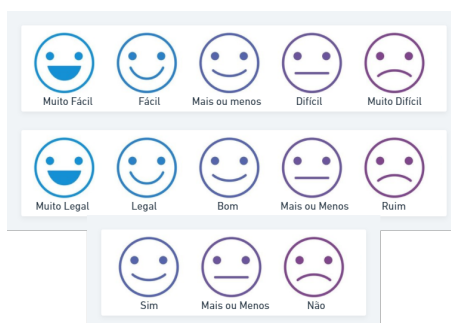 Muito Fácil Fácil Mais ou menos Difícil Muito Difícil
Muito Legal Legal Bom Mais ou Menos Ruim
Sim Mais ou Menos Não